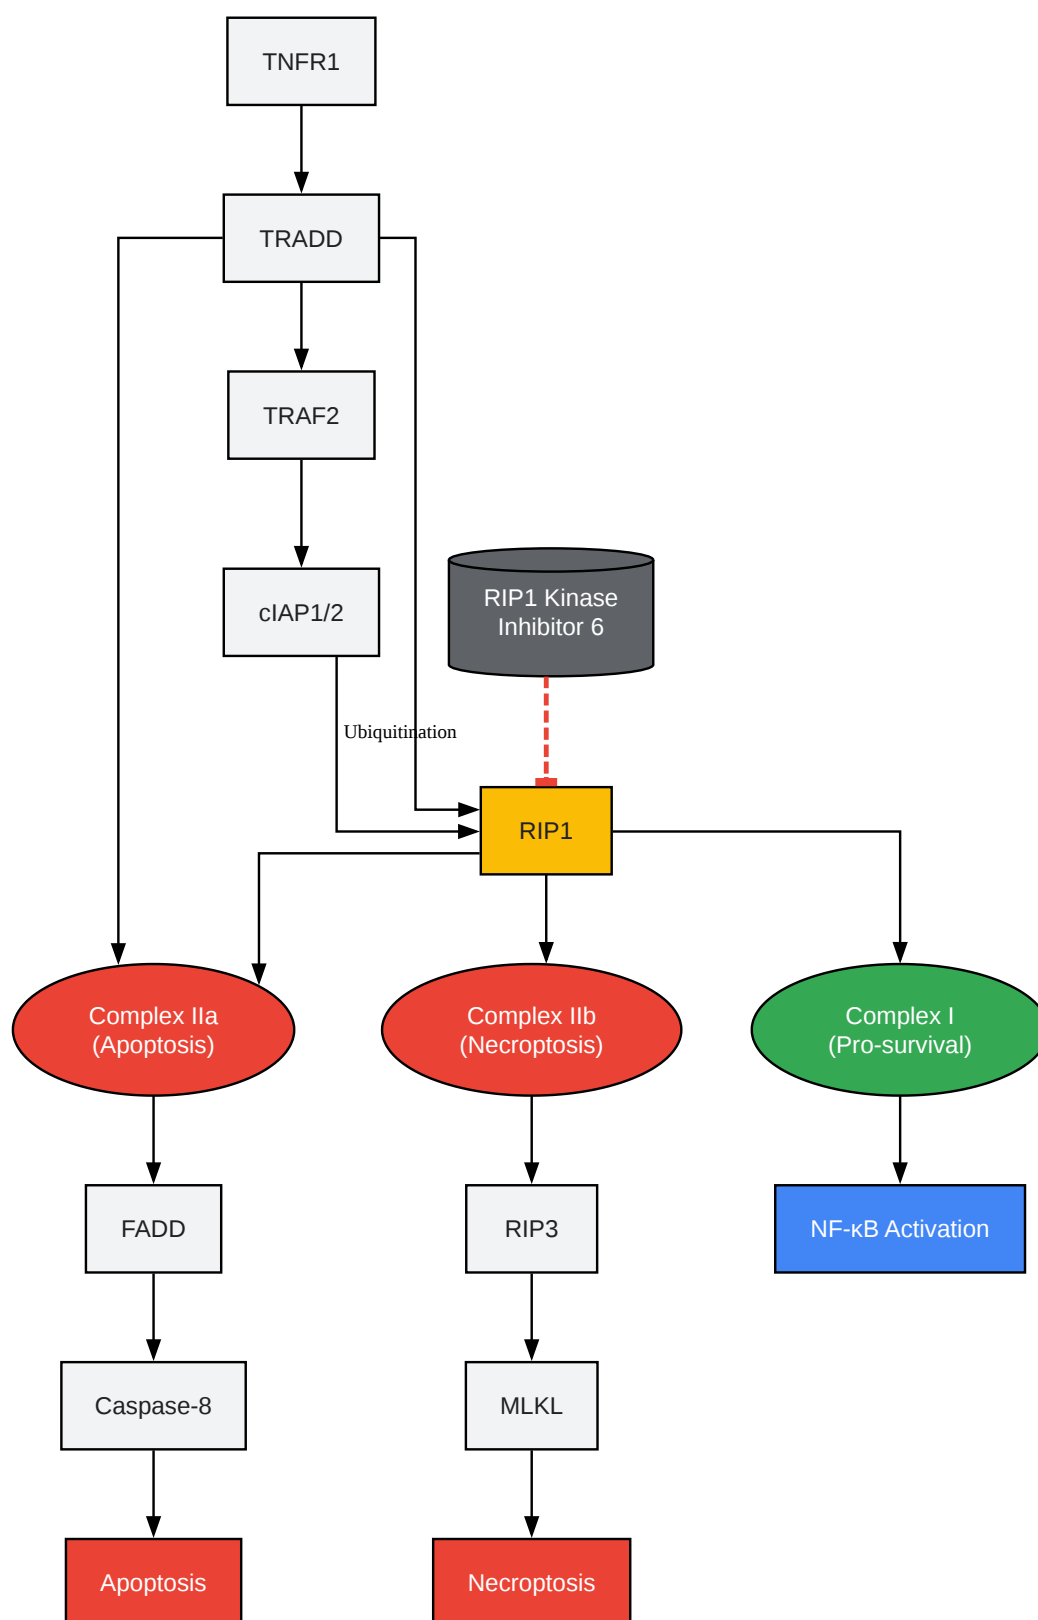 TNFR1
TRADD
TRAF2
cIAP1/2
RIP1 Kinase
Inhibitor 6
Ubiquitination
RIP1
Complex IIa
(Apoptosis)
Complex IIb
(Necroptosis)
Complex I
(Pro-survival)
FADD
RIP3
NF-κB Activation
Caspase-8
MLKL
Apoptosis
Necroptosis